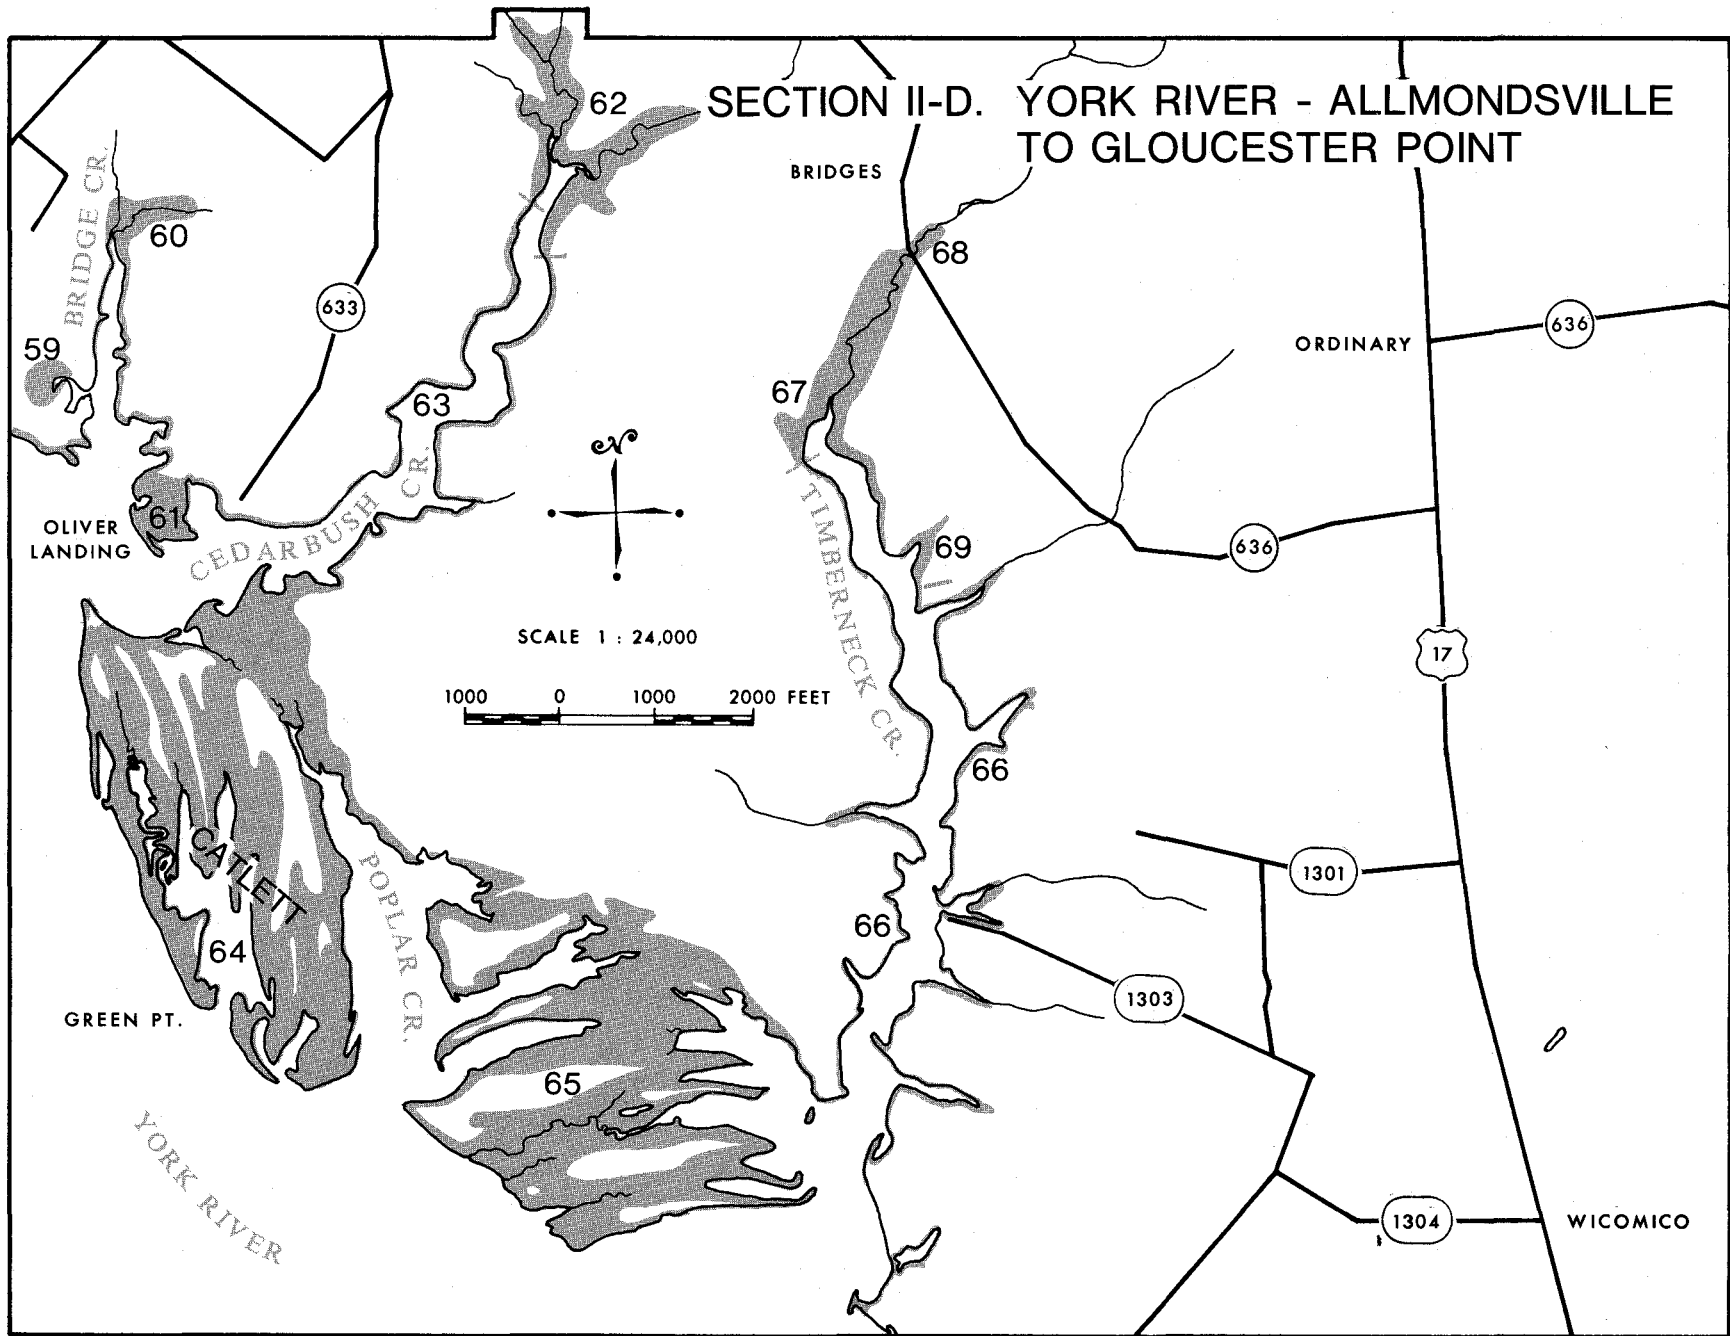 SECTION II-D. YORK RIVER - ALLMONDSVILLE
TO GLOUCESTER POINT
62
BRIDGES
BRIDGE CR.
60
68
633
636
ORDINARY
59
67
63
N
61
OLIVER
LANDING
CEDARBUSH CR.
TIMBERNECK CR.
69
636
SCALE 1 : 24,000
17
1000 0 1000 2000 FEET
66
CATLETT
POPLAR CR.
1301
66
64
1303
GREEN PT.
65
YORK RIVER
1304
WICOMICO